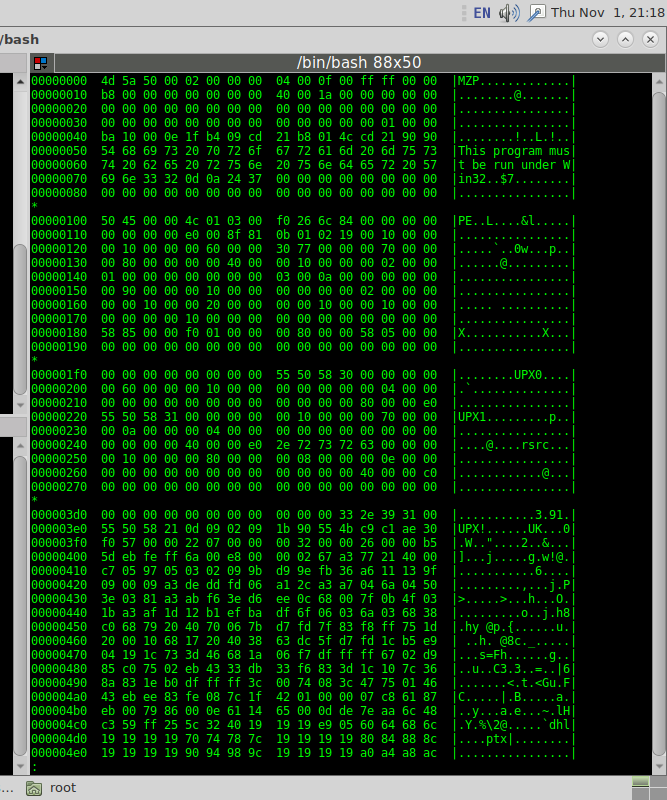 EN Thu Nov 1, 21:18
/bash
/bin/bash 88x50
00000000 4d 5a 50 00 02 00 00 00 04 00 0f 00 ff ff 00 00 |MZP.............|
00000010 b8 00 00 00 00 00 00 00 40 00 1a 00 00 00 00 00 |........@.......|
00000020 00 00 00 00 00 00 00 00 00 00 00 00 00 00 00 00 |................|
00000030 00 00 00 00 00 00 00 00 00 00 00 00 00 01 00 00 |................|
00000040 ba 10 00 0e 1f b4 09 cd 21 b8 01 4c cd 21 90 90 |........!..L.!..|
00000050 54 68 69 73 20 70 72 6f 67 72 61 6d 20 6d 75 73 |This program mus|
00000060 74 20 62 65 20 72 75 6e 20 75 6e 64 65 72 20 57 |t be run under W|
00000070 69 6e 33 32 0d 0a 24 37 00 00 00 00 00 00 00 00 |in32..$7........|
00000080 00 00 00 00 00 00 00 00 00 00 00 00 00 00 00 00 |................|
*
00000100 50 45 00 00 4c 01 03 00 f0 26 6c 84 00 00 00 00 |PE..L....&l.....|
00000110 00 00 00 00 e0 00 8f 81 0b 01 02 19 00 10 00 00 |................|
00000120 00 10 00 00 00 60 00 00 30 77 00 00 00 70 00 00 |.....`..0w...p..|
00000130 00 80 00 00 00 00 40 00 00 10 00 00 00 02 00 00 |......@.........|
00000140 01 00 00 00 00 00 00 00 03 00 0a 00 00 00 00 00 |................|
00000150 00 90 00 00 00 10 00 00 00 00 00 00 02 00 00 00 |................|
00000160 00 00 10 00 00 20 00 00 00 00 10 00 00 10 00 00 |..... ..........|
00000170 00 00 00 00 10 00 00 00 00 00 00 00 00 00 00 00 |................|
00000180 58 85 00 00 f0 01 00 00 00 80 00 00 58 05 00 00 |X...........X...|
00000190 00 00 00 00 00 00 00 00 00 00 00 00 00 00 00 00 |................|
*
000001f0 00 00 00 00 00 00 00 00 55 50 58 30 00 00 00 00 |........UPX0....|
00000200 00 60 00 00 00 10 00 00 00 00 00 00 00 04 00 00 |.`..............|
00000210 00 00 00 00 00 00 00 00 00 00 00 00 80 00 00 e0 |................|
00000220 55 50 58 31 00 00 00 00 00 10 00 00 00 70 00 00 |UPX1.........p..|
00000230 00 0a 00 00 00 04 00 00 00 00 00 00 00 00 00 00 |................|
00000240 00 00 00 00 40 00 00 e0 2e 72 73 72 63 00 00 00 |....@....rsrc...|
00000250 00 10 00 00 00 80 00 00 00 08 00 00 00 0e 00 00 |................|
00000260 00 00 00 00 00 00 00 00 00 00 00 00 40 00 00 c0 |............@...|
00000270 00 00 00 00 00 00 00 00 00 00 00 00 00 00 00 00 |................|
*
000003d0 00 00 00 00 00 00 00 00 00 00 00 33 2e 39 31 00 |...........3.91.|
000003e0 55 50 58 21 0d 09 02 09 1b 90 55 4b c9 c1 ae 30 |UPX!......UK...0|
000003f0 f0 57 00 00 22 07 00 00 00 32 00 00 26 00 00 b5 |.W.."....2..&...|
00000400 5d eb fe ff 6a 00 e8 00 00 02 67 a3 77 21 40 00 |]...j.....g.w!@.|
00000410 c7 05 97 05 03 02 09 9b d9 9e fb 36 a6 11 13 9f |...........6....|
00000420 09 00 09 a3 de dd fd 06 a1 2c a3 a7 04 6a 04 50 |.........,...j.P|
00000430 3e 03 81 a3 ab f6 3e d6 ee 0c 68 00 7f 0b 4f 03 |>.....>...h...O.|
00000440 1b a3 af 1d 12 b1 ef ba df 6f 06 03 6a 03 68 38 |.........o..j.h8|
00000450 c0 68 79 20 40 70 06 7b d7 fd 7f 83 f8 ff 75 1d |.hy @p.{......u.|
00000460 20 00 10 68 17 20 40 38 63 dc 5f d7 fd 1c b5 e9 | ..h. @8c._.....|
00000470 04 19 1c 73 3d 46 68 1a 06 f7 df ff ff 67 02 d9 |...s=Fh......g..|
00000480 85 c0 75 02 eb 43 33 db 33 f6 83 3d 1c 10 7c 36 |..u..C3.3..=..|6|
00000490 8a 83 1e b0 df ff ff 3c 00 74 08 3c 47 75 01 46 |.......<.t.<Gu.F|
000004a0 43 eb ee 83 fe 08 7c 1f 42 01 00 00 07 c8 61 87 |C.....|.B.....a.|
000004b0 eb 00 79 86 00 0e 61 14 65 00 0d de 7e aa 6c 48 |..y...a.e...~.lH|
000004c0 c3 59 ff 25 5c 32 40 19 19 19 e9 05 60 64 68 6c |.Y.%\2@.....`dhl|
000004d0 19 19 19 19 70 74 78 7c 19 19 19 19 80 84 88 8c |....ptx|........|
000004e0 19 19 19 19 90 94 98 9c 19 19 19 19 a0 a4 a8 ac |................|
:
s... root